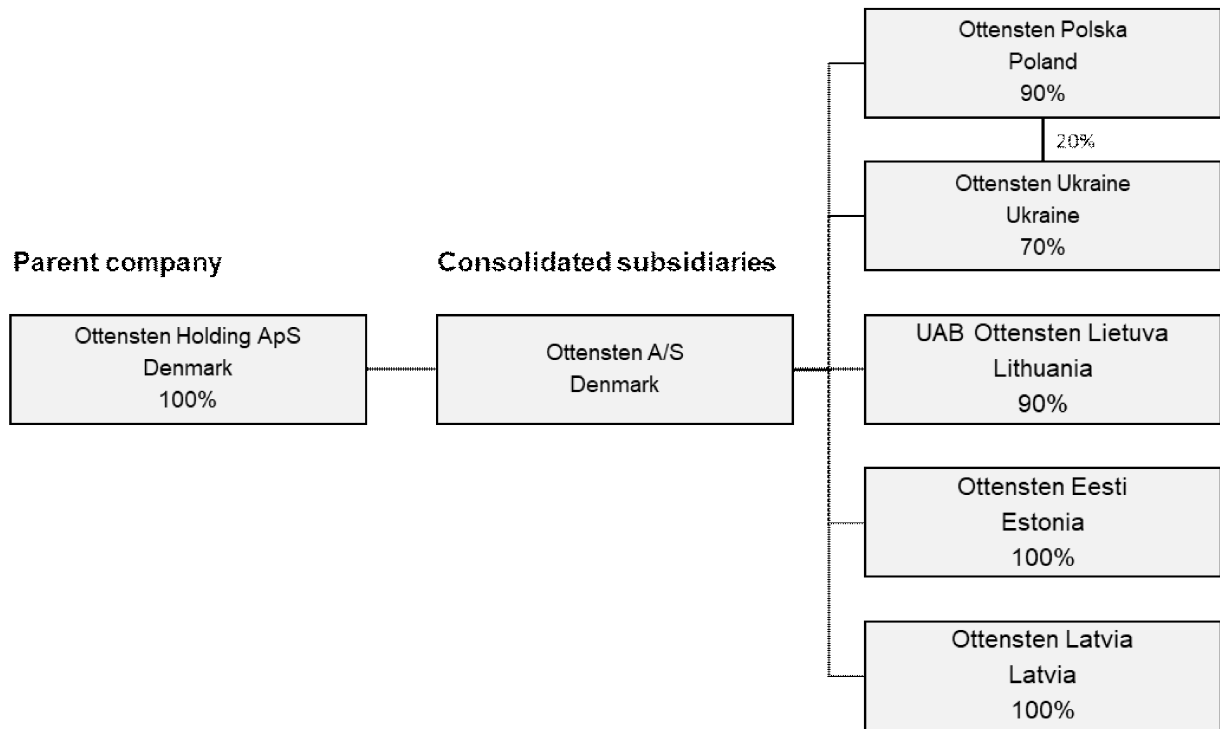 Parent company
Ottensten Holding ApS
Denmark
100%
Consolidated subsidiaries
Ottensten A/S
Denmark
Ottensten Polska
Poland
90%
20%
Ottensten Ukraine
Ukraine
70%
UAB Ottensten Lietuva
Lithuania
90%
Ottensten Eesti
Estonia
100%
Ottensten Latvia
Latvia
100%